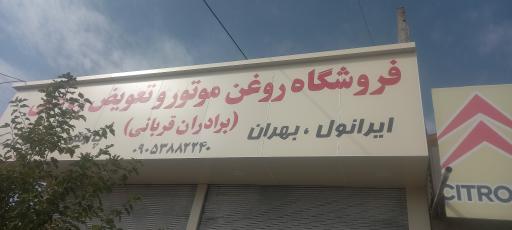 فروشگاه روغن موتور و تعویض
ایرانول ، بهران (برادران قربانی)
۰۹۰۵۳۸۸۲۲۴۰
CITRO